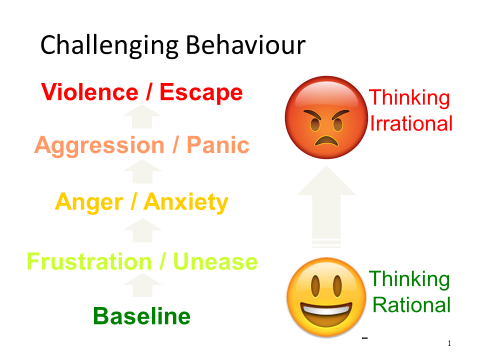 Challenging Behaviour
Violence / Escape
Aggression / Panic
Anger / Anxiety
Frustration / Unease
Baseline
Thinking
Irrational
Thinking
Rational
1